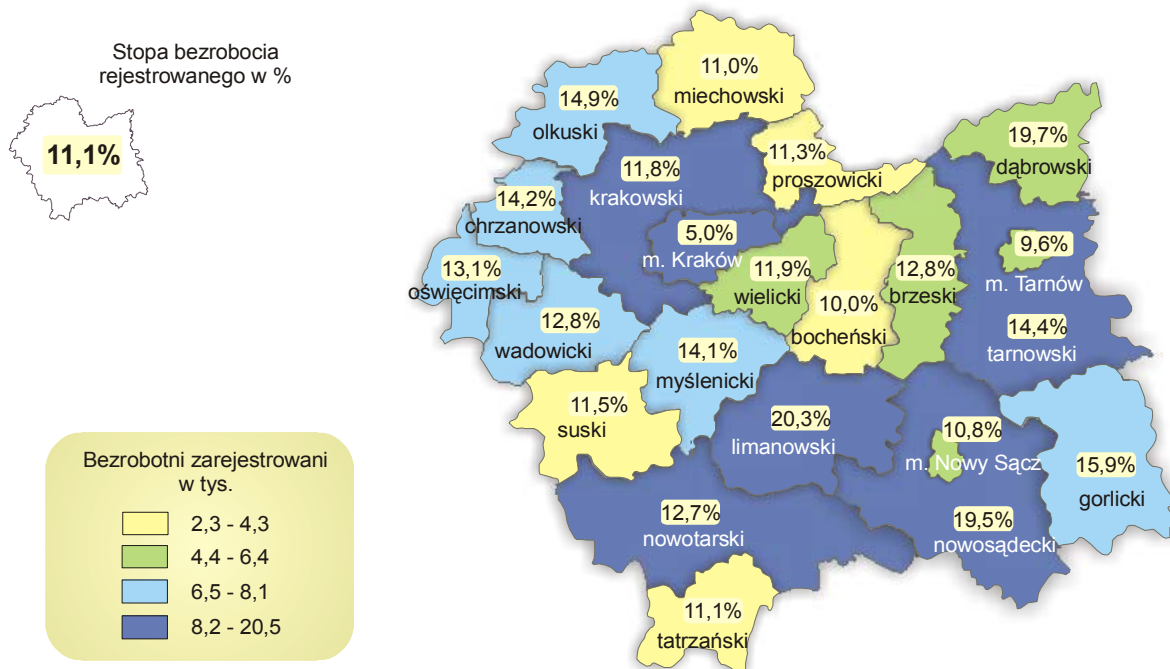 Stopa bezrobocia
rejestrowanego w %
11,1%
11,0%
miechowski
14,9%
olkuski
19,7%
dąbrowski
11,3%
proszowicki
11,8%
krakowski
14,2%
chrzanowski
5,0%
m. Kraków
9,6%
m. Tarnów
13,1%
oświęcimski
11,9%
wielicki
12,8%
brzeski
10,0%
bocheński
12,8%
wadowicki
14,4%
tarnowski
14,1%
myślenicki
11,5%
suski
20,3%
limanowski
10,8%
m. Nowy Sącz
15,9%
gorlicki
12,7%
nowotarski
19,5%
nowosądecki
11,1%
tatrzański
Bezrobotni zarejestrowani
w tys.
2,3 - 4,3
4,4 - 6,4
6,5 - 8,1
8,2 - 20,5